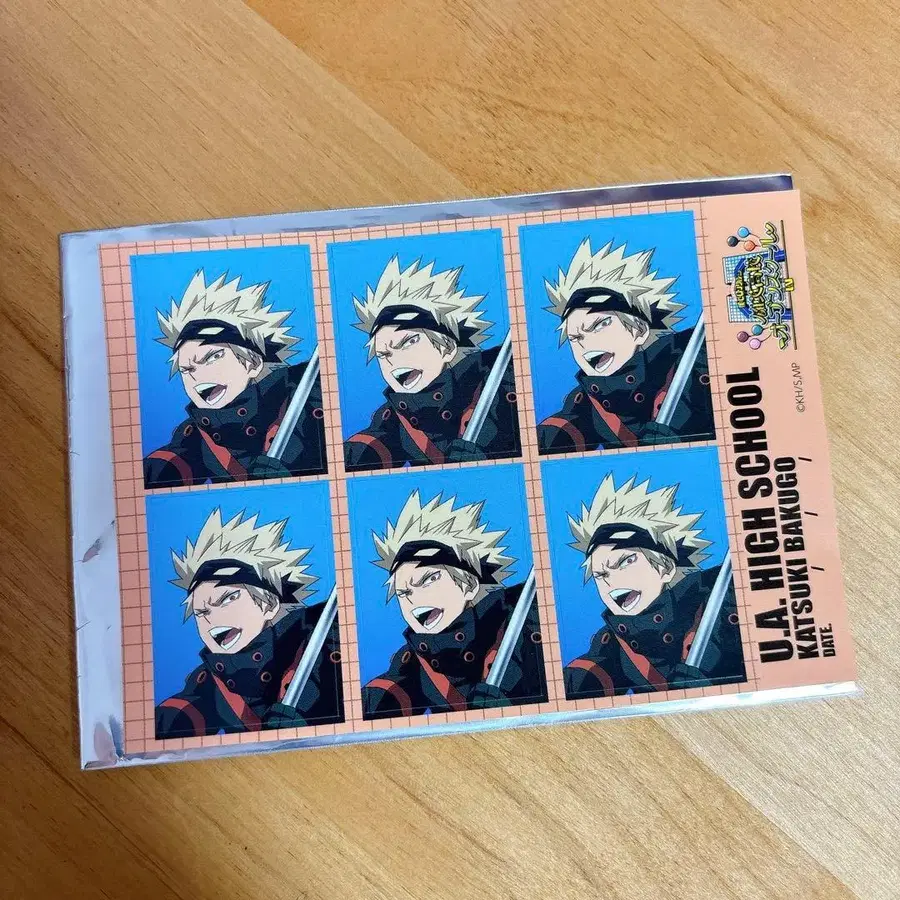 U.A. HIGH SCHOOL
KATSUKI BAKUGO
DATE. / / /
©KH/S,MP